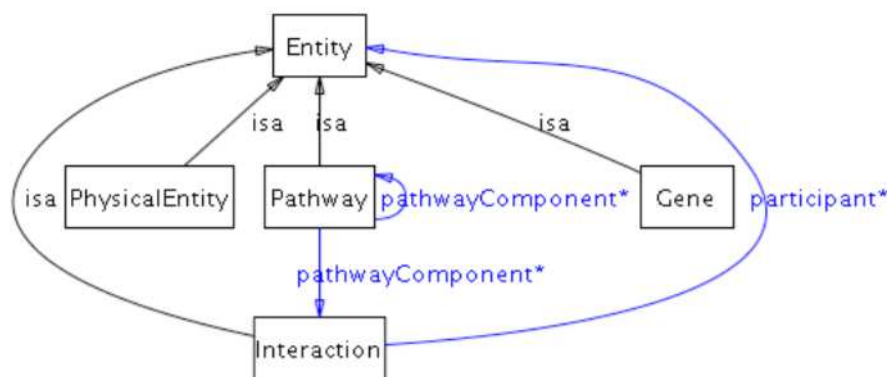 Entity
isa
isa
isa
isa
PhysicalEntity
Pathway
pathwayComponent*
Gene
participant*
pathwayComponent*
Interaction